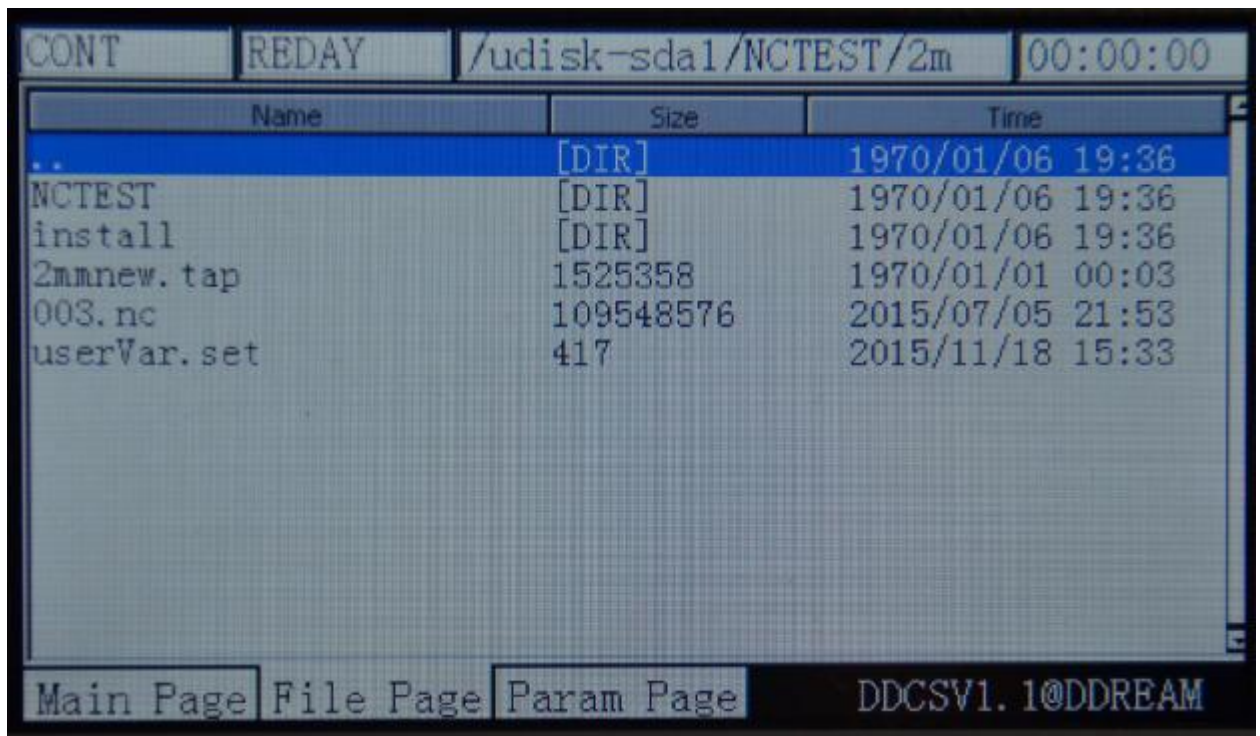 CONT REDAY /udisk-sda1/NCTEST/2m 00:00:00
Name Size Time
.. [DIR] 1970/01/06 19:36
NCTEST [DIR] 1970/01/06 19:36
install [DIR] 1970/01/06 19:36
2mmnew.tap 1525358 1970/01/01 00:03
003.nc 109548576 2015/07/05 21:53
userVar.set 417 2015/11/18 15:33
Main Page File Page Param Page DDCSV1.1@DDREAM